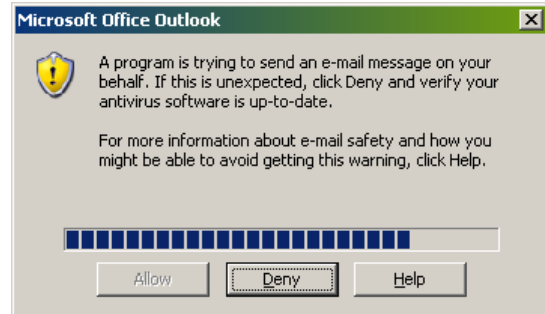 Microsoft Office Outlook
A program is trying to send an e-mail message on your
behalf. If this is unexpected, click Deny and verify your
antivirus software is up-to-date.
For more information about e-mail safety and how you
might be able to avoid getting this warning, click Help.
Allow Deny Help